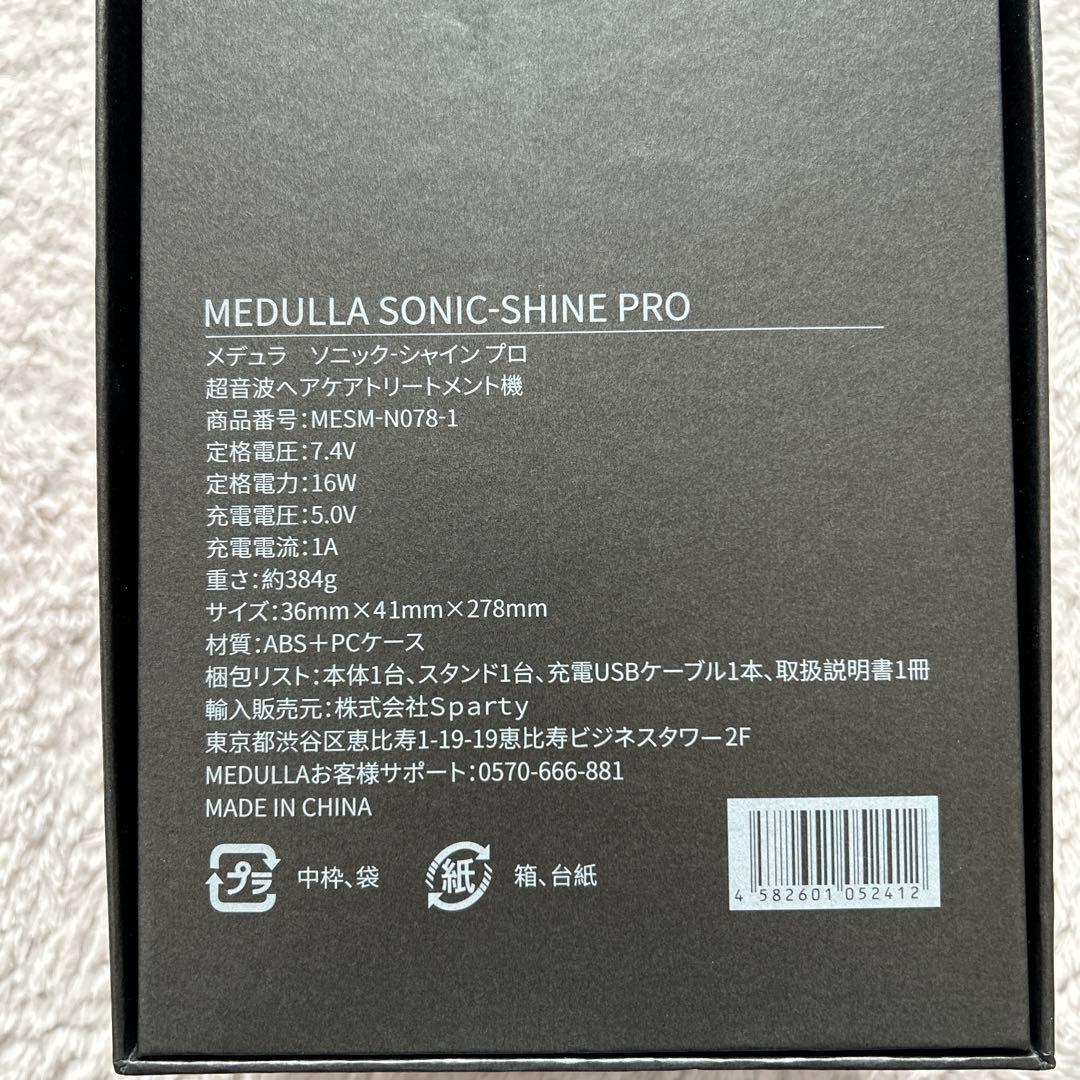 MEDULLA SONIC-SHINE PRO
メデュラ　ソニック-シャイン プロ
超音波ヘアケアトリートメント機
商品番号:MESM-N078-1
定格電圧:7.4V
定格電力:16W
充電電圧:5.0V
充電電流:1A
重さ:約384g
サイズ:36mm×41mm×278mm
材質:ABS＋PCケース
梱包リスト:本体1台、スタンド1台、充電USBケーブル1本、取扱説明書1冊
輸入販売元:株式会社Sparty
東京都渋谷区恵比寿1-19-19恵比寿ビジネスタワー2F
MEDULLAお客様サポート:0570-666-881
MADE IN CHINA
プラ 中枠、袋 紙 箱、台紙
4 582601 052412